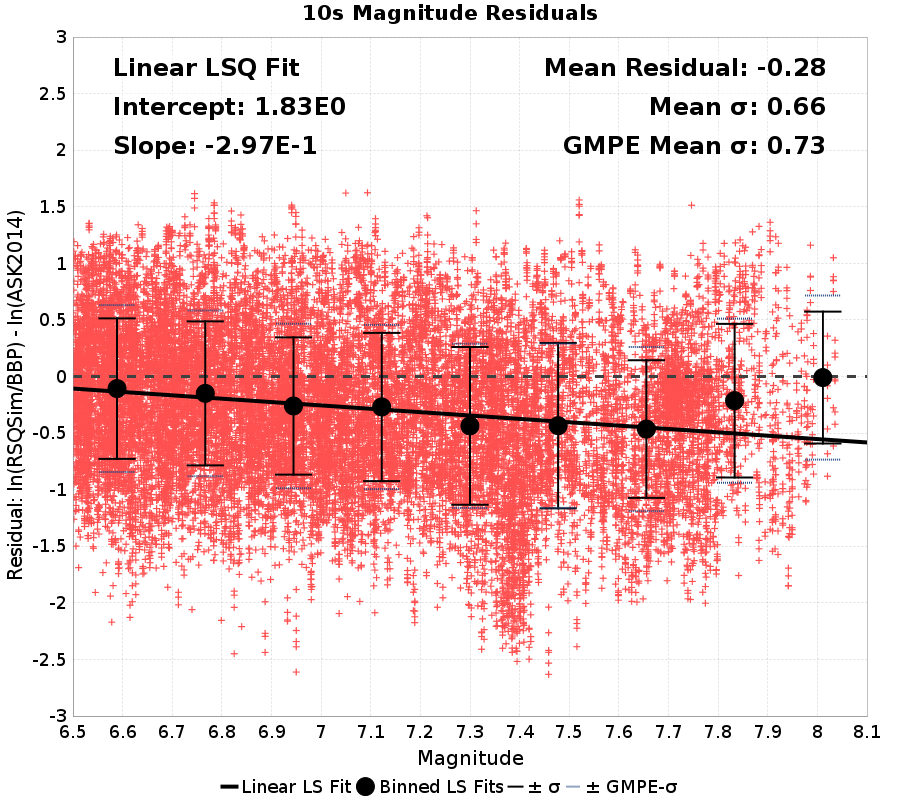 10s Magnitude Residuals
Linear LSQ Fit
Intercept: 1.83E0
Slope: -2.97E-1
Mean Residual: -0.28
Mean σ: 0.66
GMPE Mean σ: 0.73
Residual: ln(RSQSim/BBP) - ln(ASK2014)
3
2.5
2
1.5
1
0.5
0
-0.5
-1
-1.5
-2
-2.5
-3
6.5 6.6 6.7 6.8 6.9 7 7.1 7.2 7.3 7.4 7.5 7.6 7.7 7.8 7.9 8 8.1
Magnitude
Linear LS Fit Binned LS Fits ± σ ± GMPE-σ